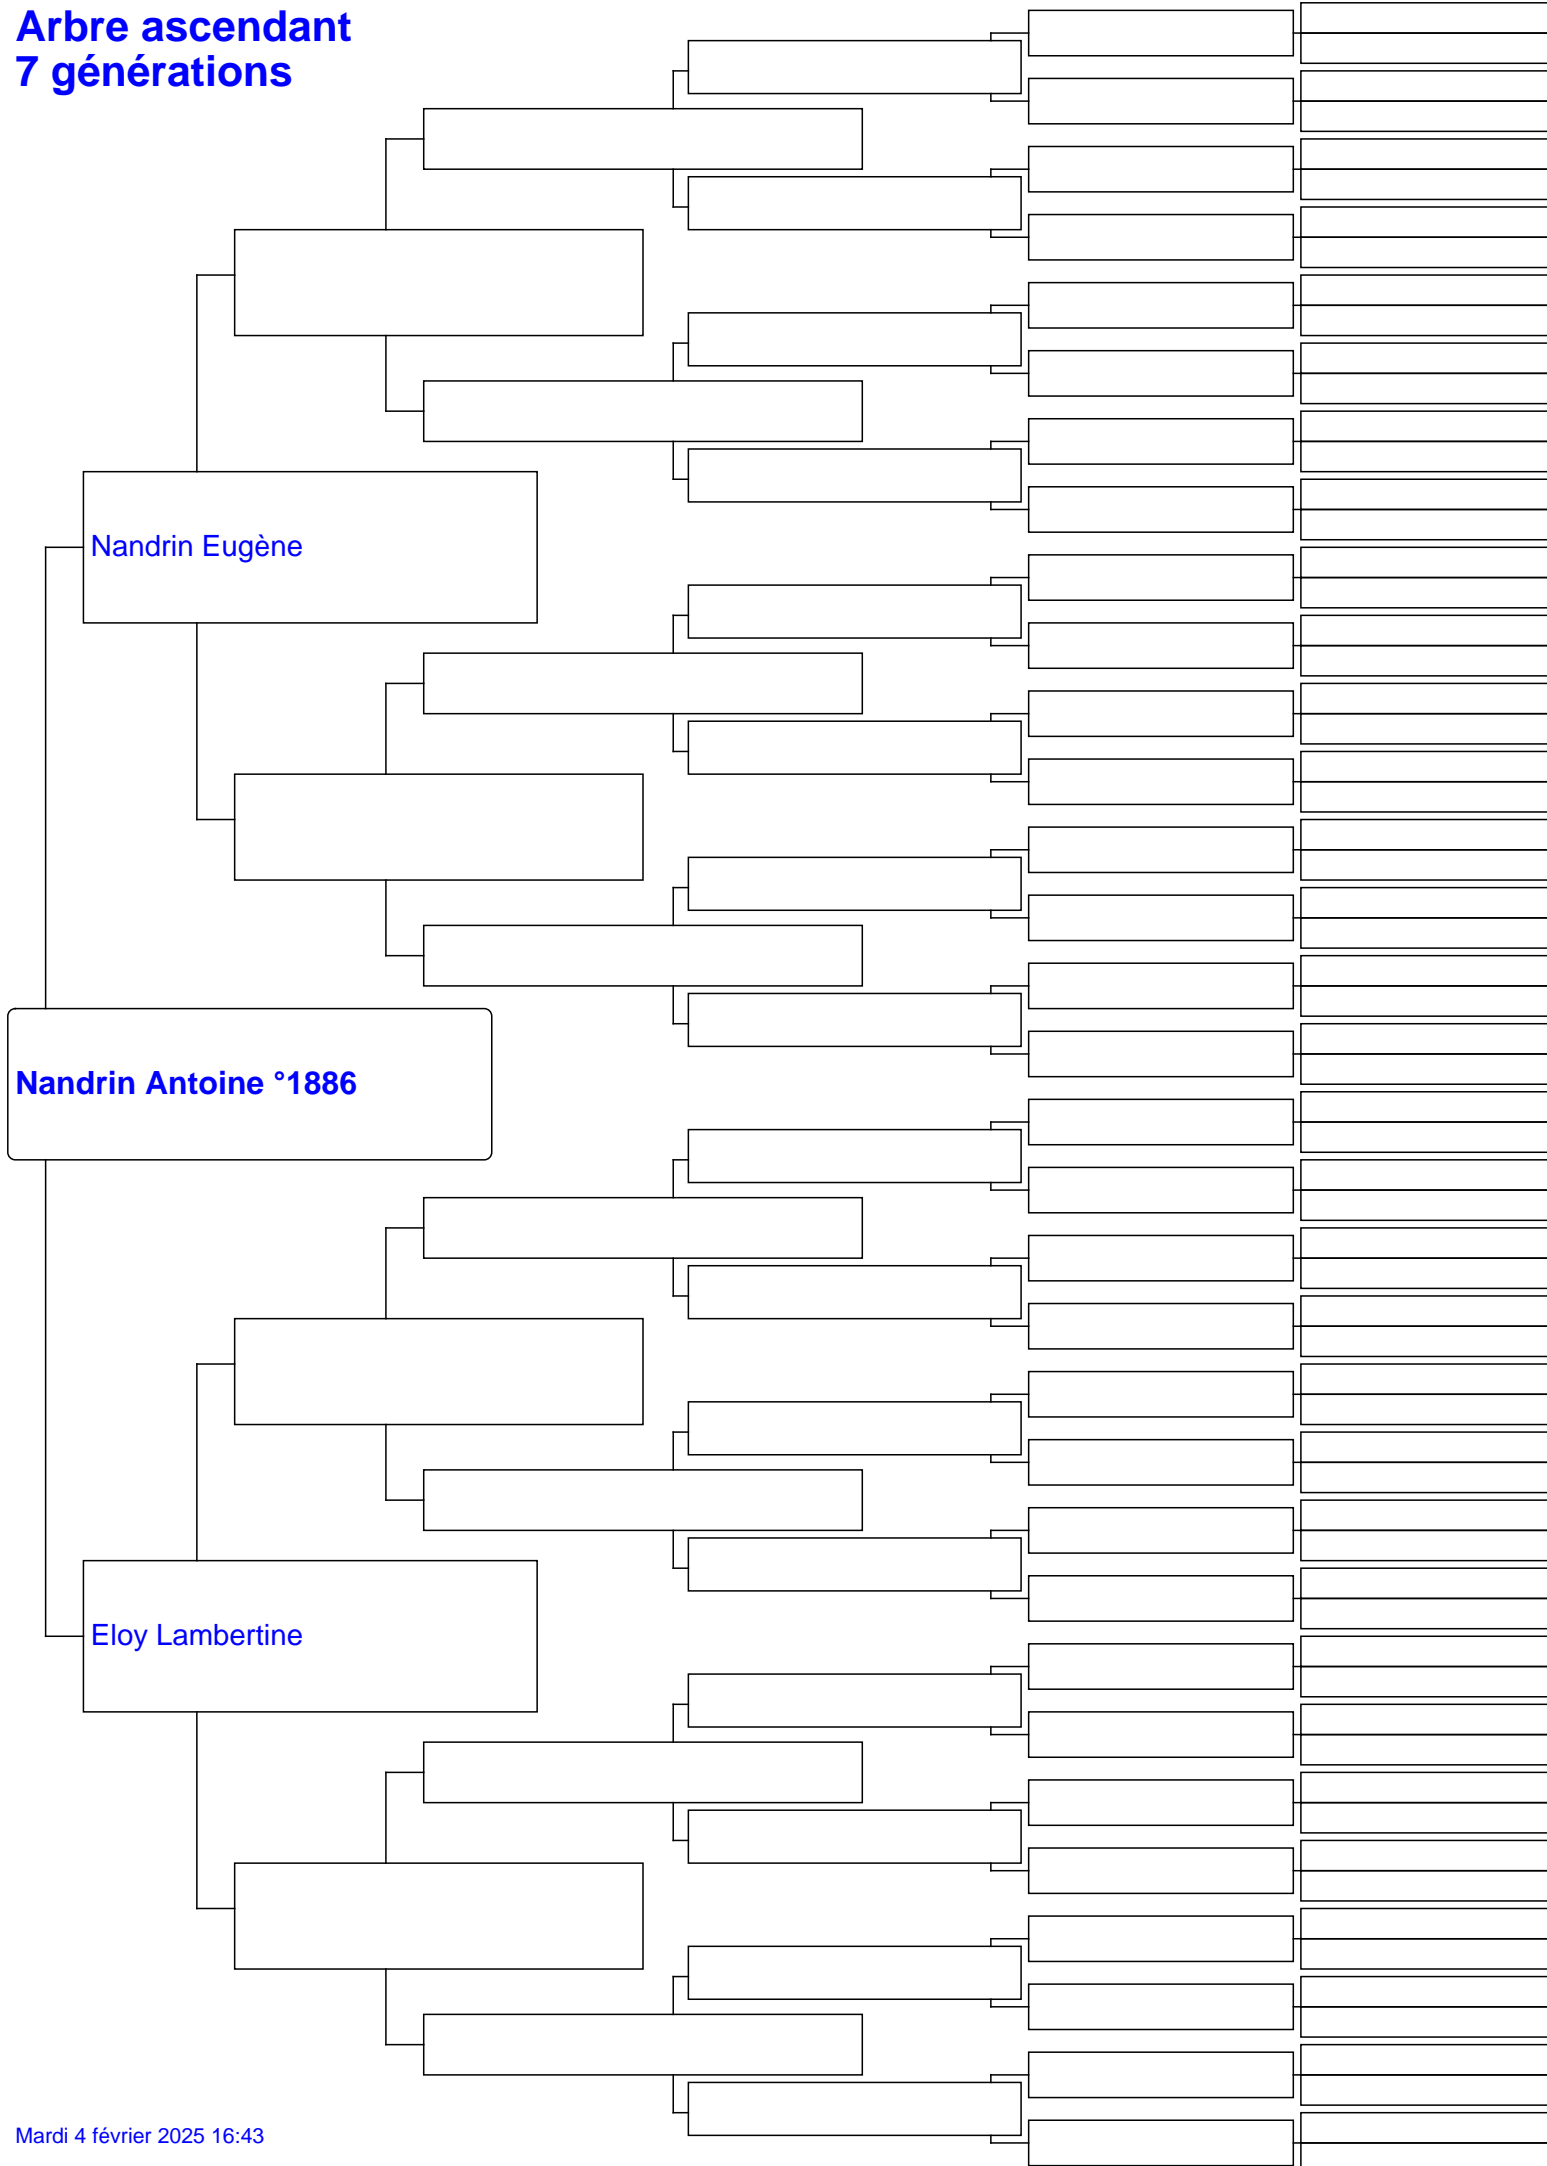 Arbre ascendant
7 générations
Nandrin Eugène
Nandrin Antoine °1886
Eloy Lambertine
Mardi 4 février 2025 16:43